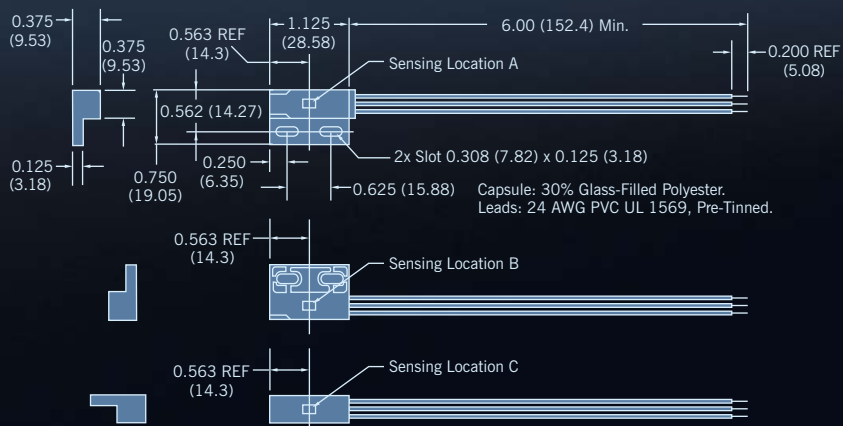 0.375
(9.53)
0.375
(9.53)
0.563 REF
(14.3)
1.125
(28.58)
6.00 (152.4) Min.
0.200 REF
(5.08)
Sensing Location A
0.562 (14.27)
0.125
(3.18)
0.750
(19.05)
0.250
(6.35)
2x Slot 0.308 (7.82) x 0.125 (3.18)
0.625 (15.88)
Capsule: 30% Glass-Filled Polyester.
Leads: 24 AWG PVC UL 1569, Pre-Tinned.
0.563 REF
(14.3)
Sensing Location B
0.563 REF
(14.3)
Sensing Location C